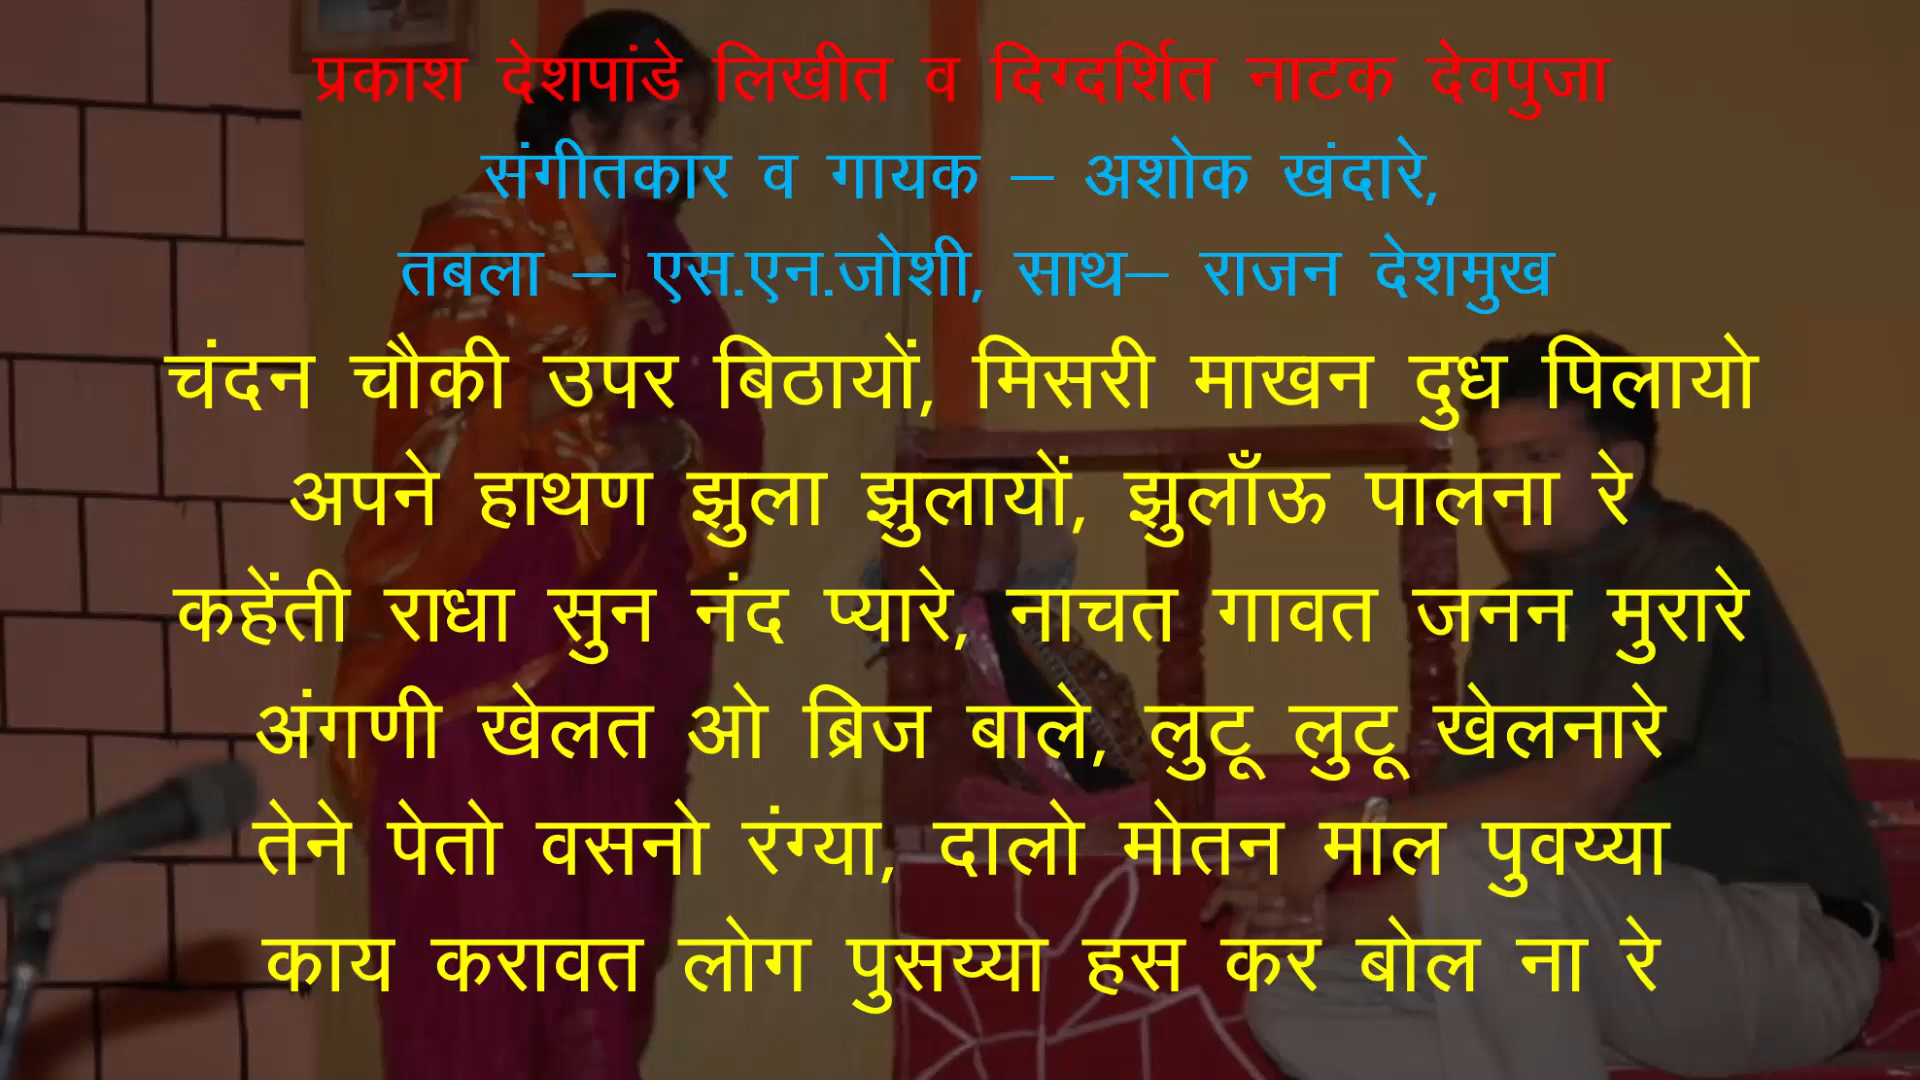 प्रकाश देशपांडे लिखीत व दिग्दर्शित नाटक देवपुजा
संगीतकार व गायक – अशोक खंदारे,
तबला – एस.एन.जोशी, साथ– राजन देशमुख
चंदन चौकी उपर बिठायों, मिसरी माखन दुध पिलायो
अपने हाथण झुला झुलायों, झुलाँऊ पालना रे
कहेंती राधा सुन नंद प्यारे, नाचत गावत जनन मुरारे
अंगणी खेलत ओ ब्रिज बाले, लुटू लुटू खेलनारे
तेने पेतो वसनो रंग्या, दालो मोतन माल पुवय्या
काय करावत लोग पुसय्या हस कर बोल ना रे